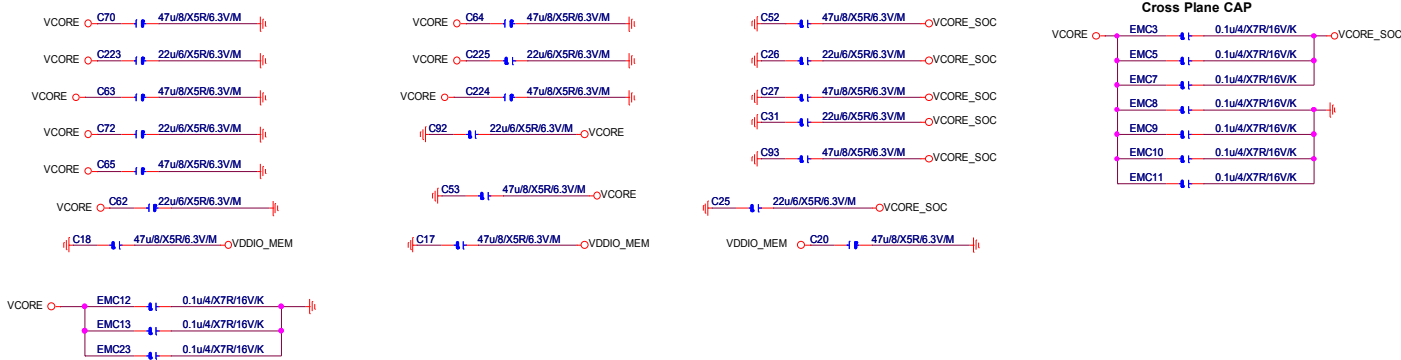 Cross Plane CAP
VCORE C70 47u/8/X5R/6.3V/M
VCORE C64 47u/8/X5R/6.3V/M
C52 47u/8/X5R/6.3V/M VCORE_SOC
VCORE EMC3 0.1u/4/X7R/16V/K VCORE_SOC
VCORE C223 22u/6/X5R/6.3V/M
VCORE C225 22u/6/X5R/6.3V/M
C26 22u/6/X5R/6.3V/M VCORE_SOC
EMC5 0.1u/4/X7R/16V/K
EMC7 0.1u/4/X7R/16V/K
VCORE C63 47u/8/X5R/6.3V/M
VCORE C224 47u/8/X5R/6.3V/M
C27 47u/8/X5R/6.3V/M VCORE_SOC
EMC8 0.1u/4/X7R/16V/K
C31 22u/6/X5R/6.3V/M VCORE_SOC
VCORE C72 22u/6/X5R/6.3V/M
C92 22u/6/X5R/6.3V/M VCORE
EMC9 0.1u/4/X7R/16V/K
C93 47u/8/X5R/6.3V/M VCORE_SOC
EMC10 0.1u/4/X7R/16V/K
VCORE C65 47u/8/X5R/6.3V/M
EMC11 0.1u/4/X7R/16V/K
C53 47u/8/X5R/6.3V/M VCORE
VCORE C62 22u/6/X5R/6.3V/M
C25 22u/6/X5R/6.3V/M VCORE_SOC
C18 47u/8/X5R/6.3V/M VDDIO_MEM
C17 47u/8/X5R/6.3V/M VDDIO_MEM
VDDIO_MEM C20 47u/8/X5R/6.3V/M
VCORE EMC12 0.1u/4/X7R/16V/K
EMC13 0.1u/4/X7R/16V/K
EMC23 0.1u/4/X7R/16V/K